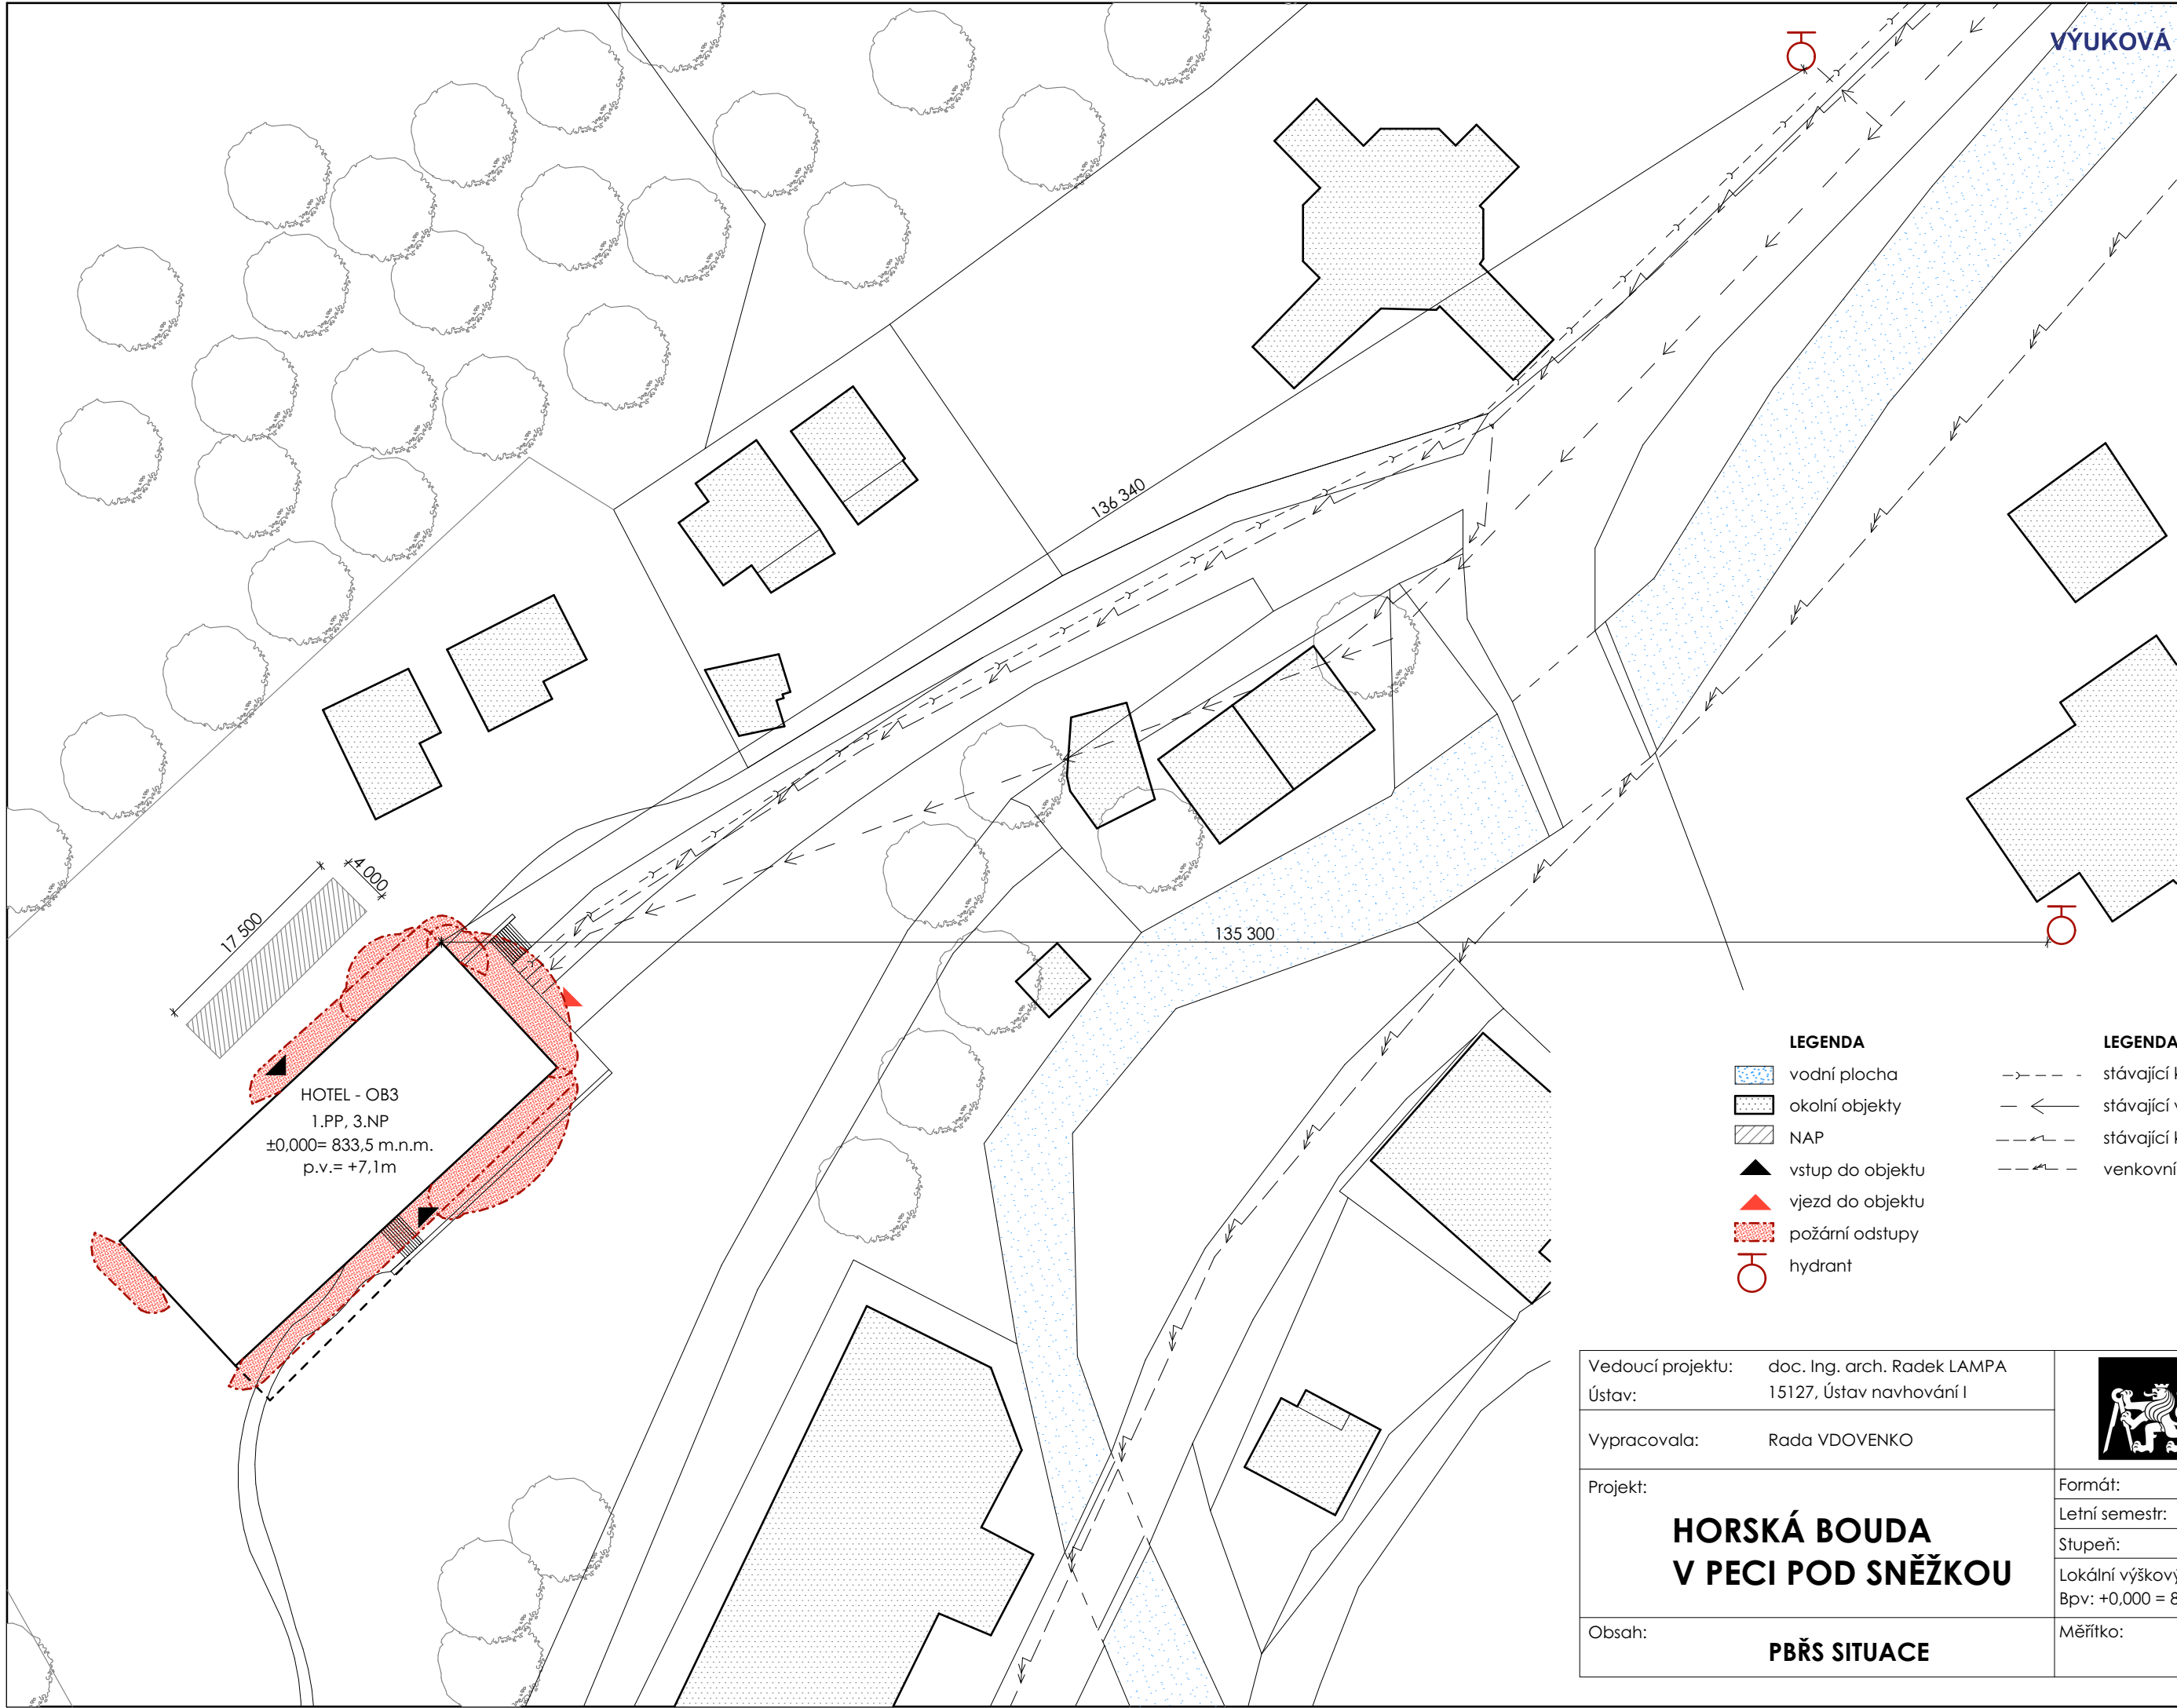 VÝUKOVÁ
136 340
4 000
17 500
135 300
HOTEL - OB3
1.PP, 3.NP
±0,000= 833,5 m.n.m.
p.v.= +7,1m
LEGENDA
vodní plocha
okolní objekty
NAP
vstup do objektu
vjezd do objektu
požární odstupy
hydrant
LEGENDA
stávající
stávající
stávající
venkovní
Vedoucí projektu: doc. Ing. arch. Radek LAMPA
Ústav: 15127, Ústav navhování I
Vypracovala: Rada VDOVENKO
Projekt:
HORSKÁ BOUDA
V PECI POD SNĚŽKOU
Obsah:
PBŘS SITUACE
Formát:
Letní semestr:
Stupeň:
Lokální výškový
Bpv: +0,000 = 8
Měřítko: